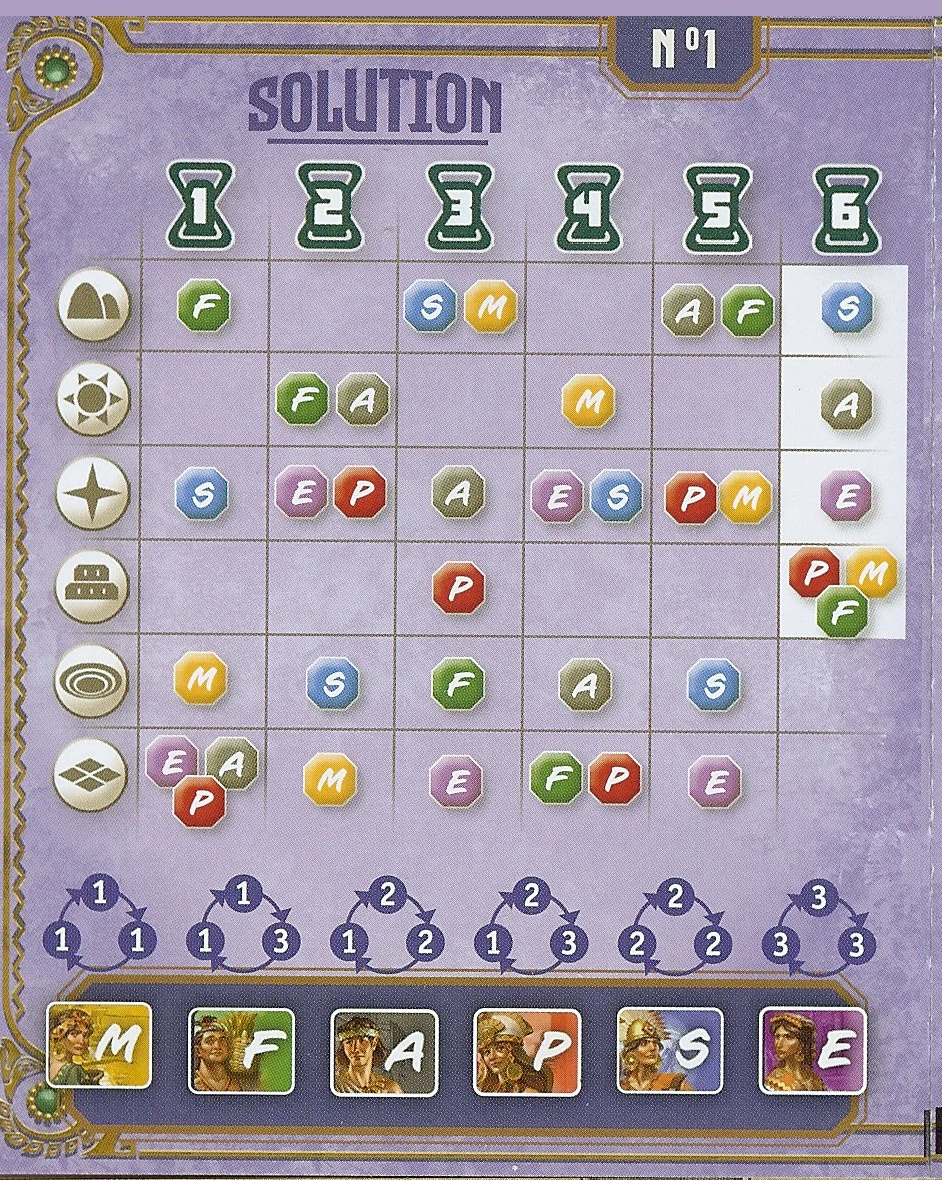 Nº1
SOLUTION
1 2 3 4 5 6
F S M A F S
F A M A
S E P A E S P M E
P P M F
M S F A S
E A P M E F P E
1 1 2 2 2 3
1 1 1 3 1 2 1 3 2 2 3 3
M F A P S E